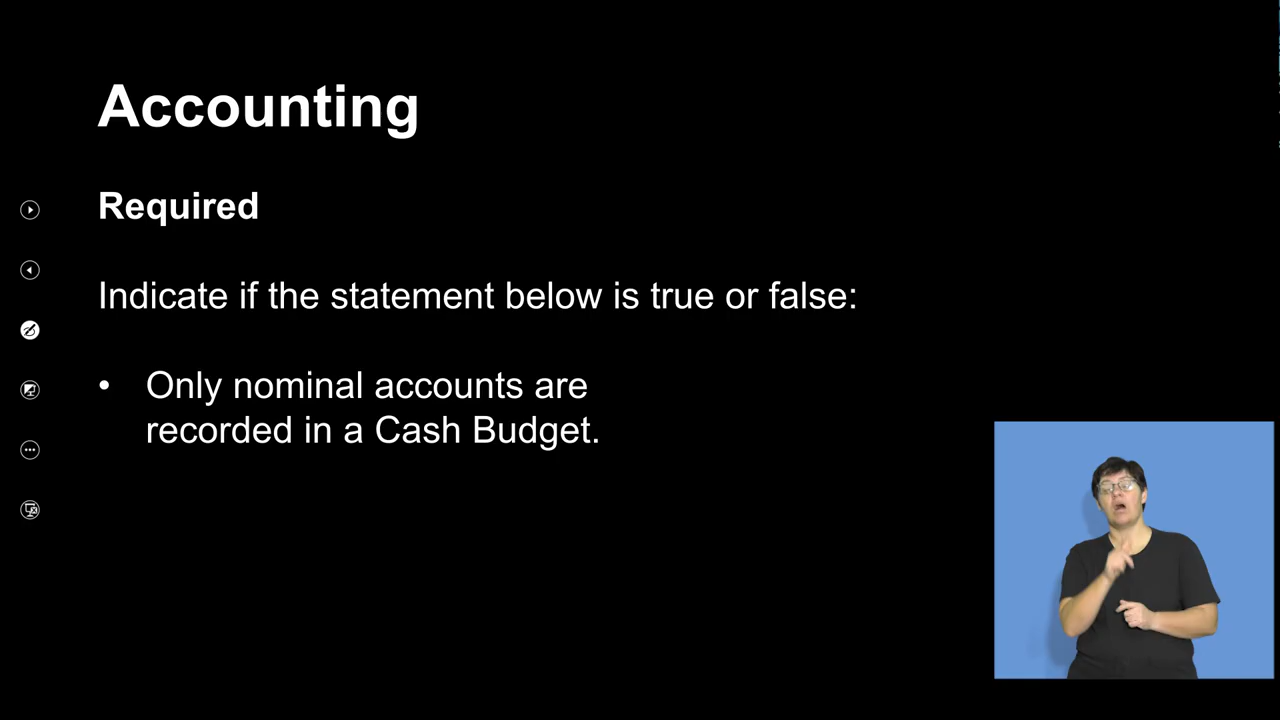 Accounting
Required
Indicate if the statement below is true or false:
• Only nominal accounts are
recorded in a Cash Budget.